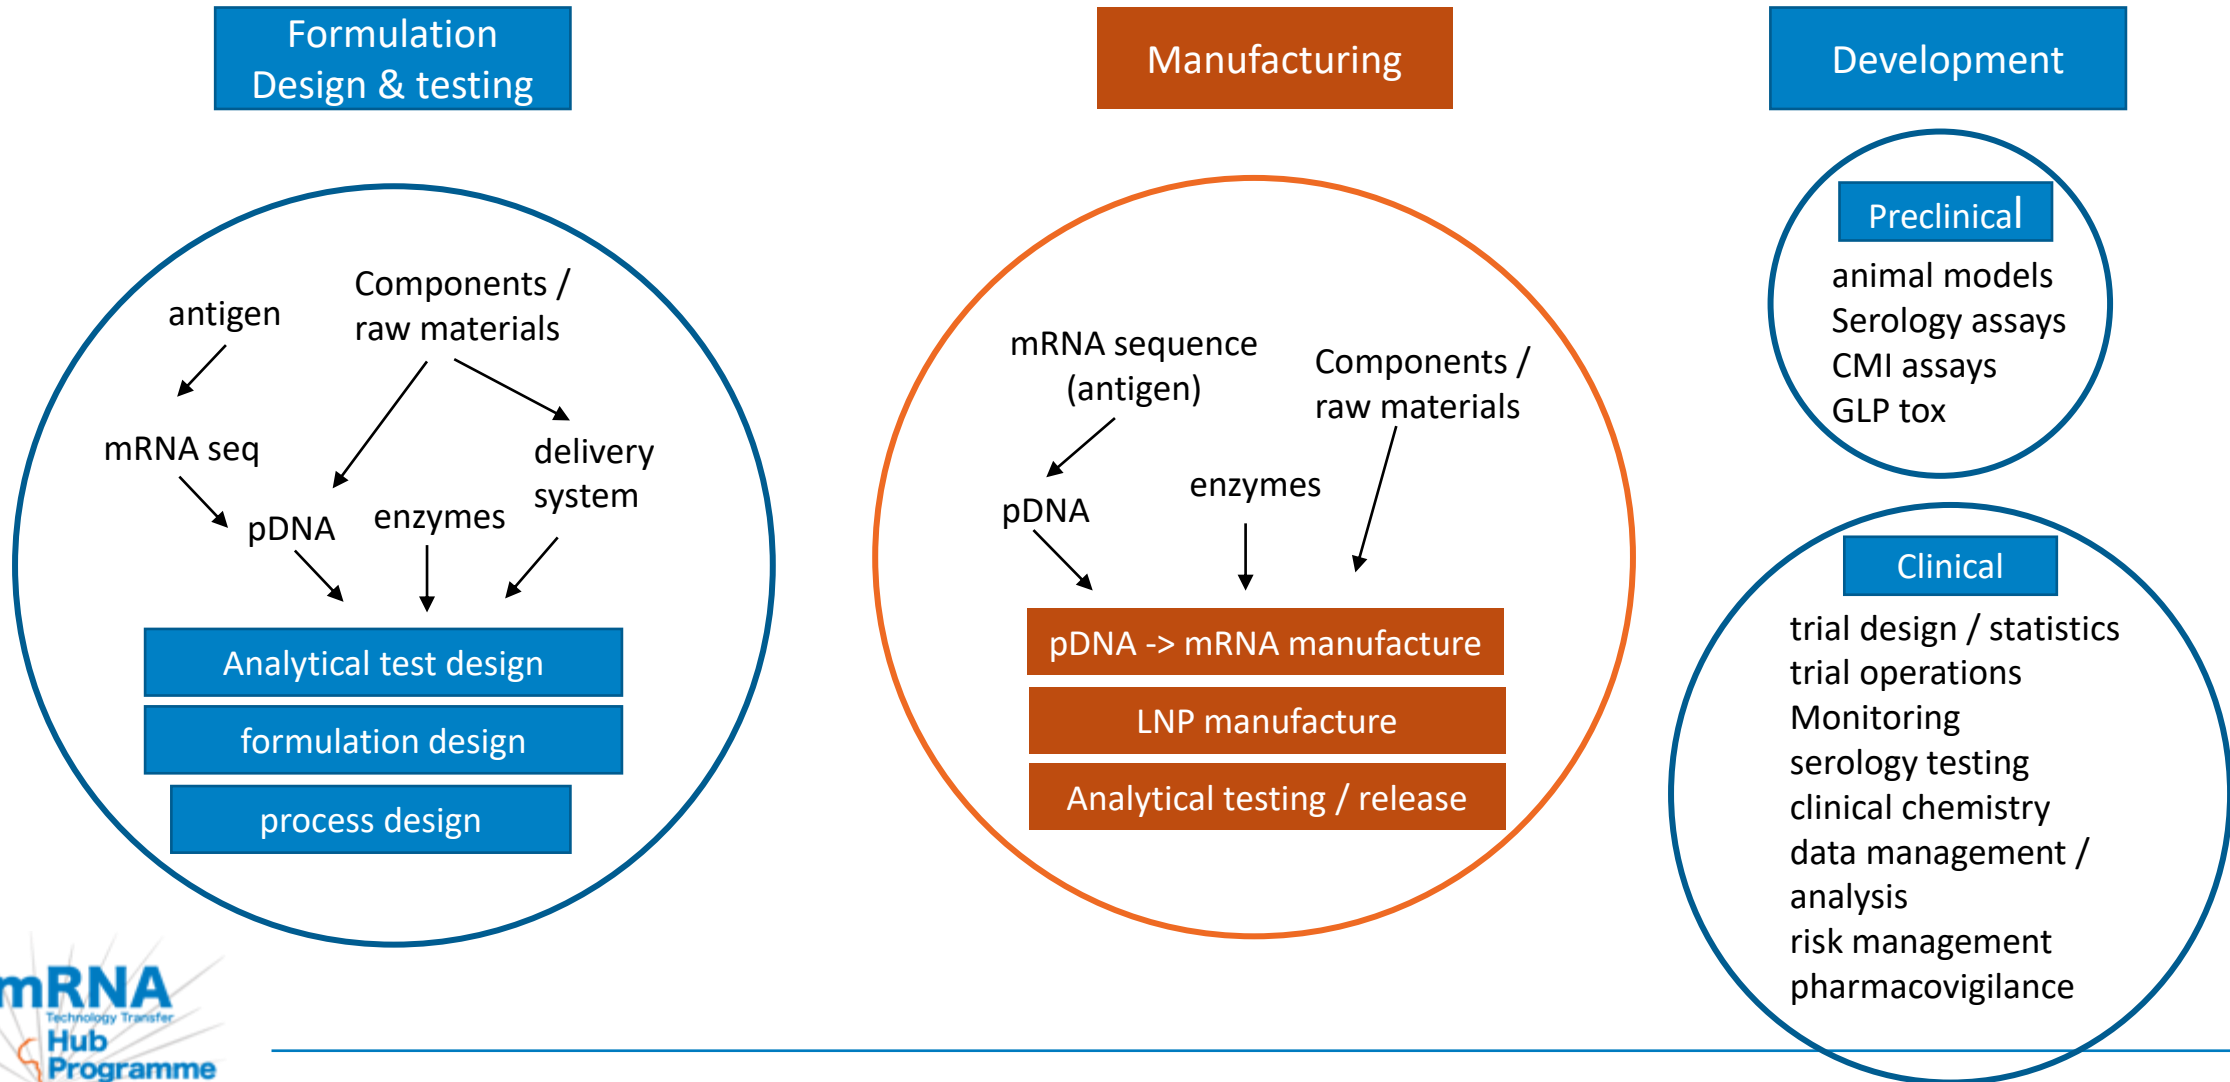 Formulation
Design & testing
Manufacturing
Development
antigen
Components /
raw materials
mRNA seq
delivery
system
pDNA
enzymes
Analytical test design
formulation design
process design
mRNA sequence
(antigen)
Components /
raw materials
enzymes
pDNA
pDNA -> mRNA manufacture
LNP manufacture
Analytical testing / release
Preclinical
animal models
Serology assays
CMI assays
GLP tox
Clinical
trial design / statistics
trial operations
Monitoring
serology testing
clinical chemistry
data management /
analysis
risk management
pharmacovigilance
mRNA
Technology Transfer
Hub
Programme